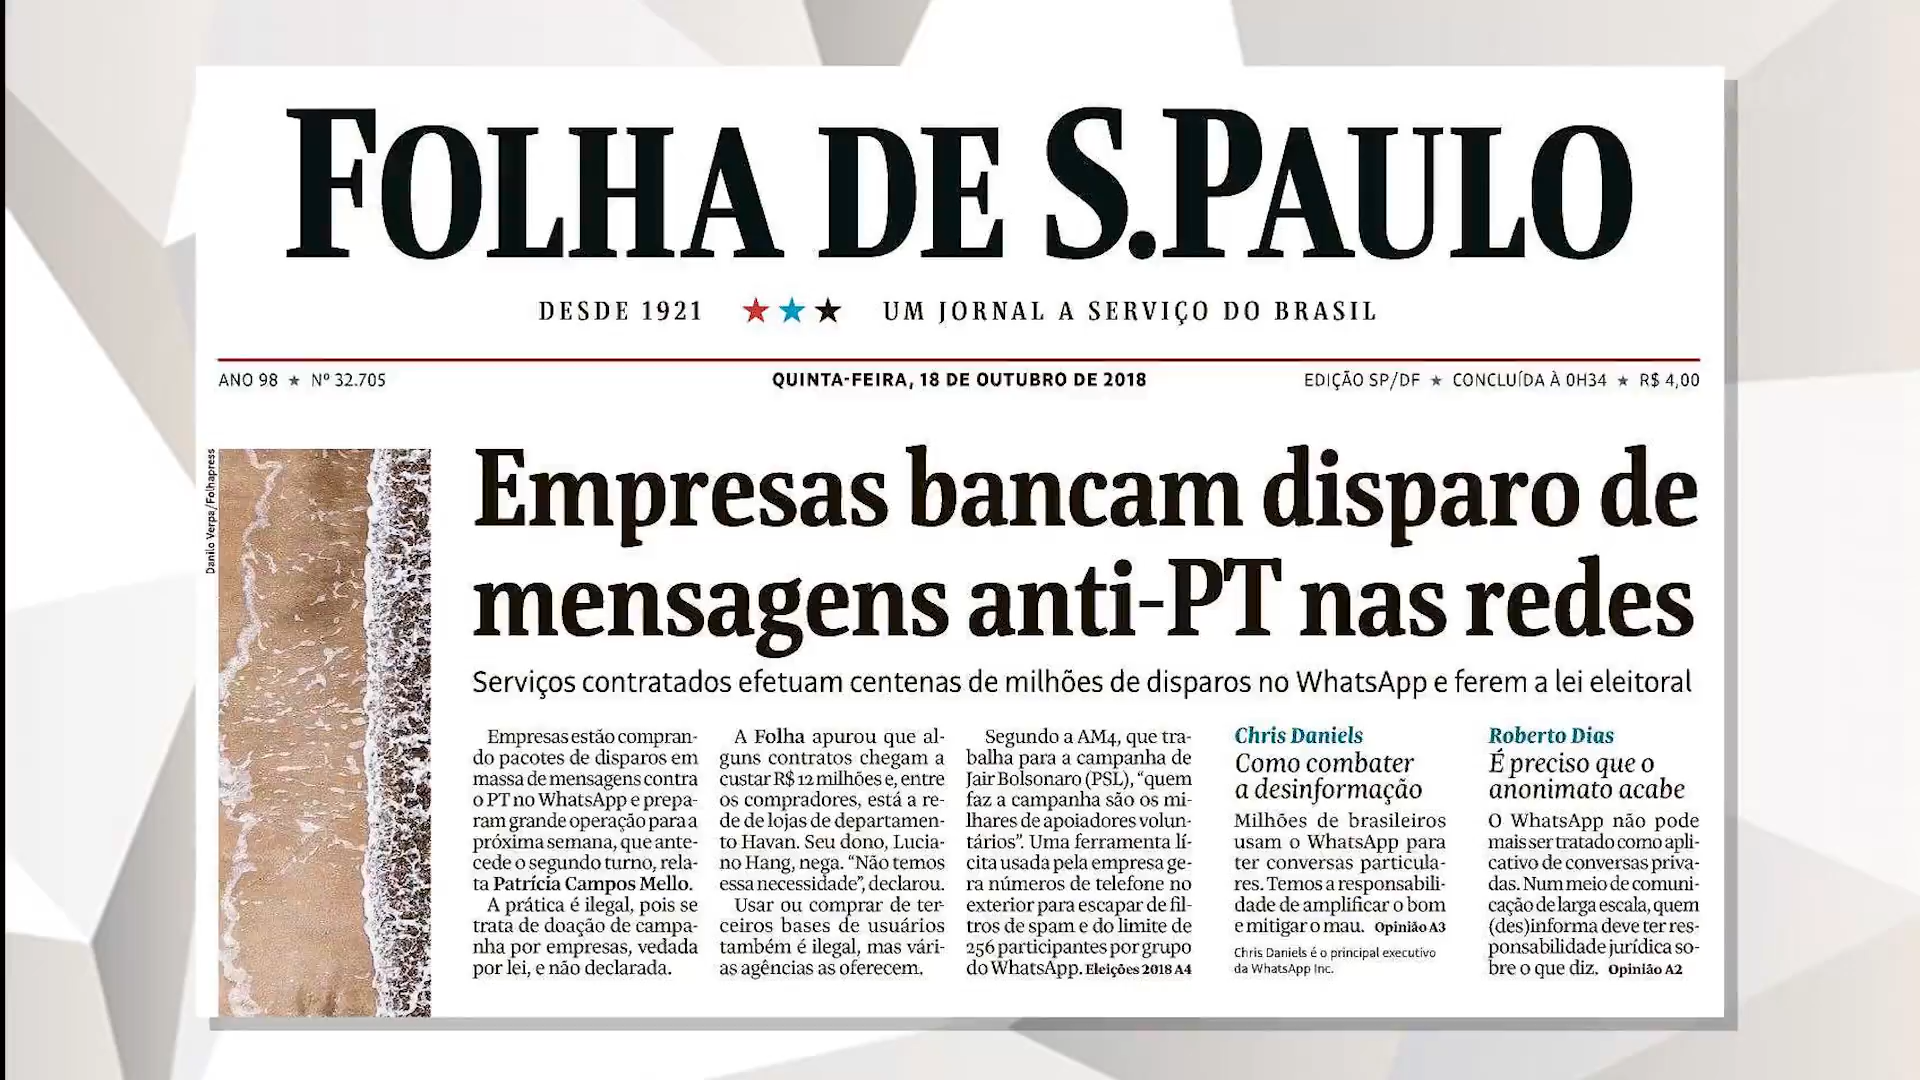 FOLHA DE S.PAULO
DESDE 1921 ★★★ UM JORNAL A SERVIÇO DO BRASIL
ANO 98 ★ Nº 32.705
QUINTA-FEIRA, 18 DE OUTUBRO DE 2018
EDIÇÃO SP/DF ★ CONCLUÍDA À 0H34 ★ R$ 4,00
Danilo Verpa/Folhapress
Empresas bancam disparo de
mensagens anti-PT nas redes
Serviços contratados efetuam centenas de milhões de disparos no WhatsApp e ferem a lei eleitoral
Empresas estão compran-
do pacotes de disparos em
massa de mensagens contra
o PT no WhatsApp e prepa-
ram grande operação para a
próxima semana, que ante-
cede o segundo turno, rela-
ta Patrícia Campos Mello.
A prática é ilegal, pois se
trata de doação de campa-
nha por empresas, vedada
por lei, e não declarada.
A Folha apurou que al-
guns contratos chegam a
custar R$ 12 milhões e, entre
os compradores, está a re-
de de lojas de departamen-
to Havan. Seu dono, Lucia-
no Hang, nega. “Não temos
essa necessidade”, declarou.
Usar ou comprar de ter-
ceiros bases de usuários
também é ilegal, mas vári-
as agências as oferecem.
Segundo a AM4, que tra-
balha para a campanha de
Jair Bolsonaro (PSL), “quem
faz a campanha são os mi-
lhares de apoiadores volun-
tários”. Uma ferramenta lí-
cita usada pela empresa ge-
ra números de telefone no
exterior para escapar de fil-
tros de spam e do limite de
256 participantes por grupo
do WhatsApp. Eleições 2018 A4
Chris Daniels
Como combater
a desinformação
Milhões de brasileiros
usam o WhatsApp para
ter conversas particula-
res. Temos a responsabili-
dade de amplificar o bom
e mitigar o mau. Opinião A3
Chris Daniels é o principal executivo
da WhatsApp Inc.
Roberto Dias
É preciso que o
anonimato acabe
O WhatsApp não pode
mais ser tratado como apli-
cativo de conversas priva-
das. Num meio de comuni-
cação de larga escala, quem
(des)informa deve ter res-
ponsabilidade jurídica so-
bre o que diz. Opinião A2